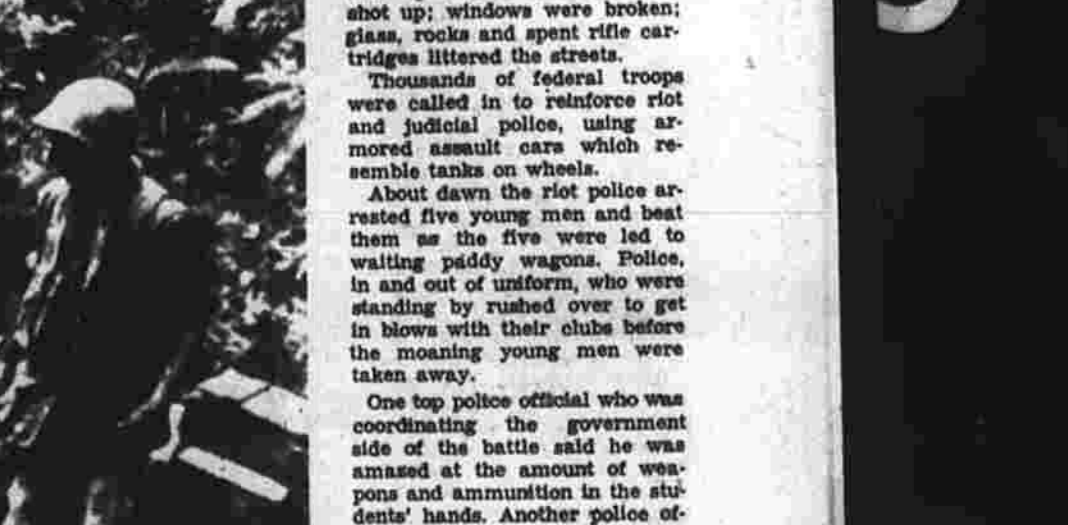 shot up; windows were broken;
glass, rocks and spent rifle car-
tridges littered the streets.
Thousands of federal troops
were called in to reinforce riot
and judicial police, using ar-
mored assault cars which re-
semble tanks on wheels.
About dawn the riot police ar-
rested five young men and beat
them as the five were led to
waiting paddy wagons. Police,
in and out of uniform, who were
standing by rushed over to get
in blows with their clubs before
the moaning young men were
taken away.
One top police official who was
coordinating the government
side of the battle said he was
amased at the amount of wea-
pons and ammunition in the stu-
dents' hands. Another police of-